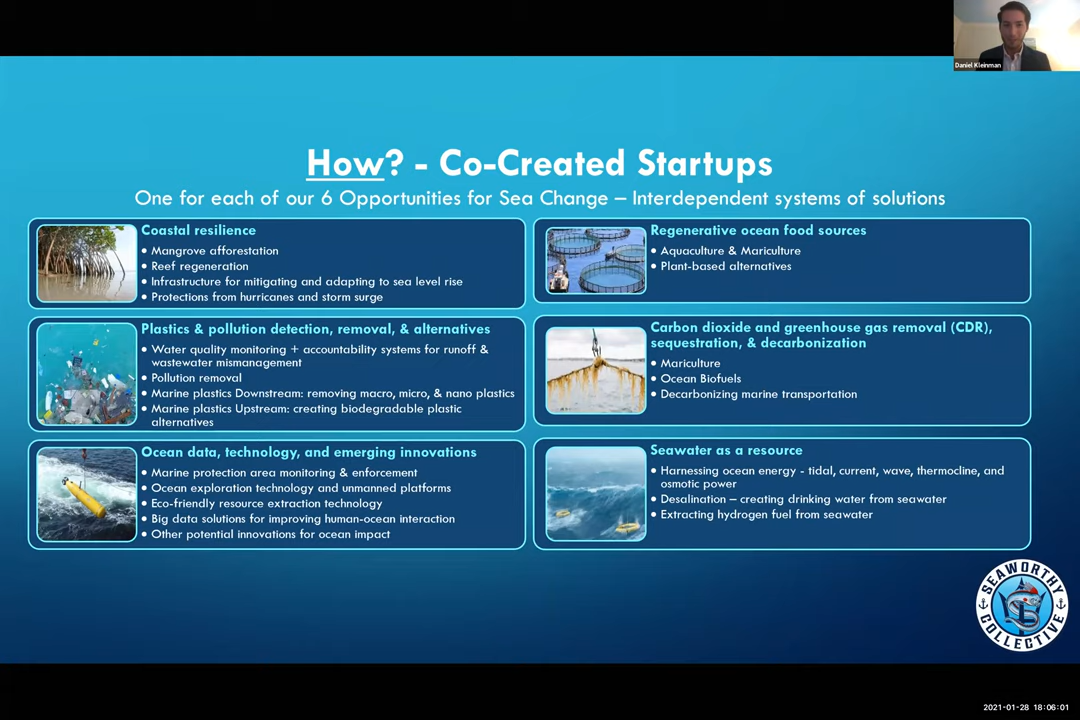 Daniel Kleinman
How? - Co-Created Startups
One for each of our 6 Opportunities for Sea Change – Interdependent systems of solutions
Coastal resilience
• Mangrove afforestation
• Reef regeneration
• Infrastructure for mitigating and adapting to sea level rise
• Protections from hurricanes and storm surge
Regenerative ocean food sources
• Aquaculture & Mariculture
• Plant-based alternatives
Plastics & pollution detection, removal, & alternatives
• Water quality monitoring + accountability systems for runoff &
wastewater mismanagement
• Pollution removal
• Marine plastics Downstream: removing macro, micro, & nano plastics
• Marine plastics Upstream: creating biodegradable plastic
alternatives
Carbon dioxide and greenhouse gas removal (CDR),
sequestration, & decarbonization
• Mariculture
• Ocean Biofuels
• Decarbonizing marine transportation
Ocean data, technology, and emerging innovations
• Marine protection area monitoring & enforcement
• Ocean exploration technology and unmanned platforms
• Eco-friendly resource extraction technology
• Big data solutions for improving human-ocean interaction
• Other potential innovations for ocean impact
Seawater as a resource
• Harnessing ocean energy - tidal, current, wave, thermocline, and
osmotic power
• Desalination – creating drinking water from seawater
• Extracting hydrogen fuel from seawater
SEAWORTHY
COLLECTIVE
2021-01-28 18:06:01